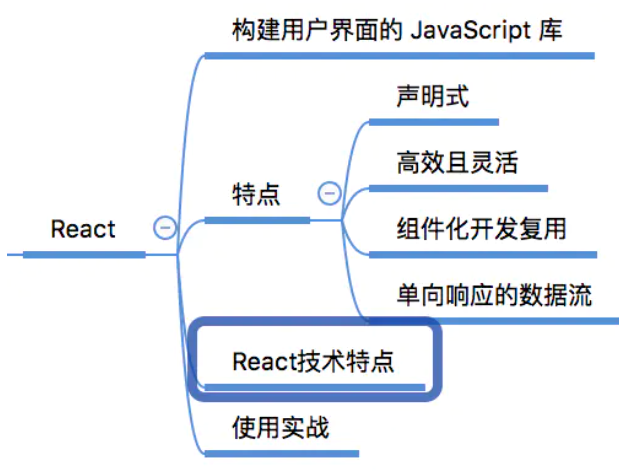 构建用户界面的 JavaScript 库
声明式
高效且灵活
特点
React
组件化开发复用
单向响应的数据流
React技术特点
使用实战